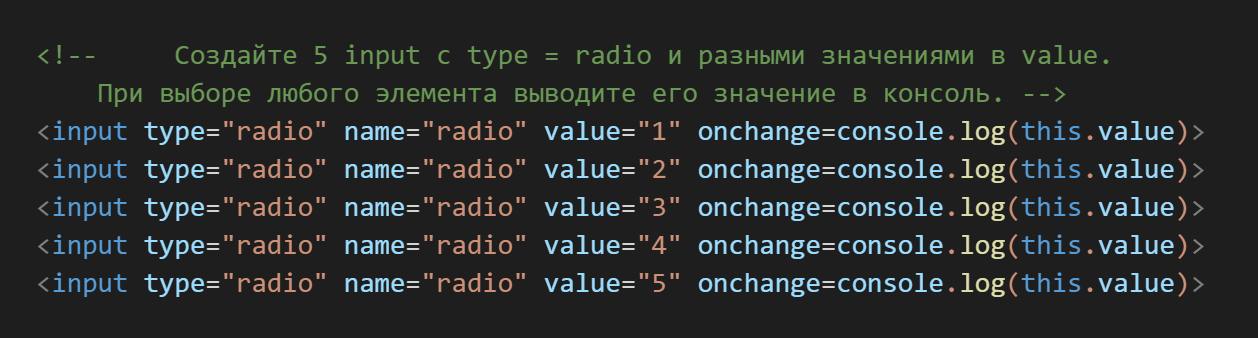 <!--     Создайте 5 input с type = radio и разными значениями в value.
    При выборе любого элемента выводите его значение в консоль. -->
<input type="radio" name="radio" value="1" onchange=console.log(this.value)>
<input type="radio" name="radio" value="2" onchange=console.log(this.value)>
<input type="radio" name="radio" value="3" onchange=console.log(this.value)>
<input type="radio" name="radio" value="4" onchange=console.log(this.value)>
<input type="radio" name="radio" value="5" onchange=console.log(this.value)>